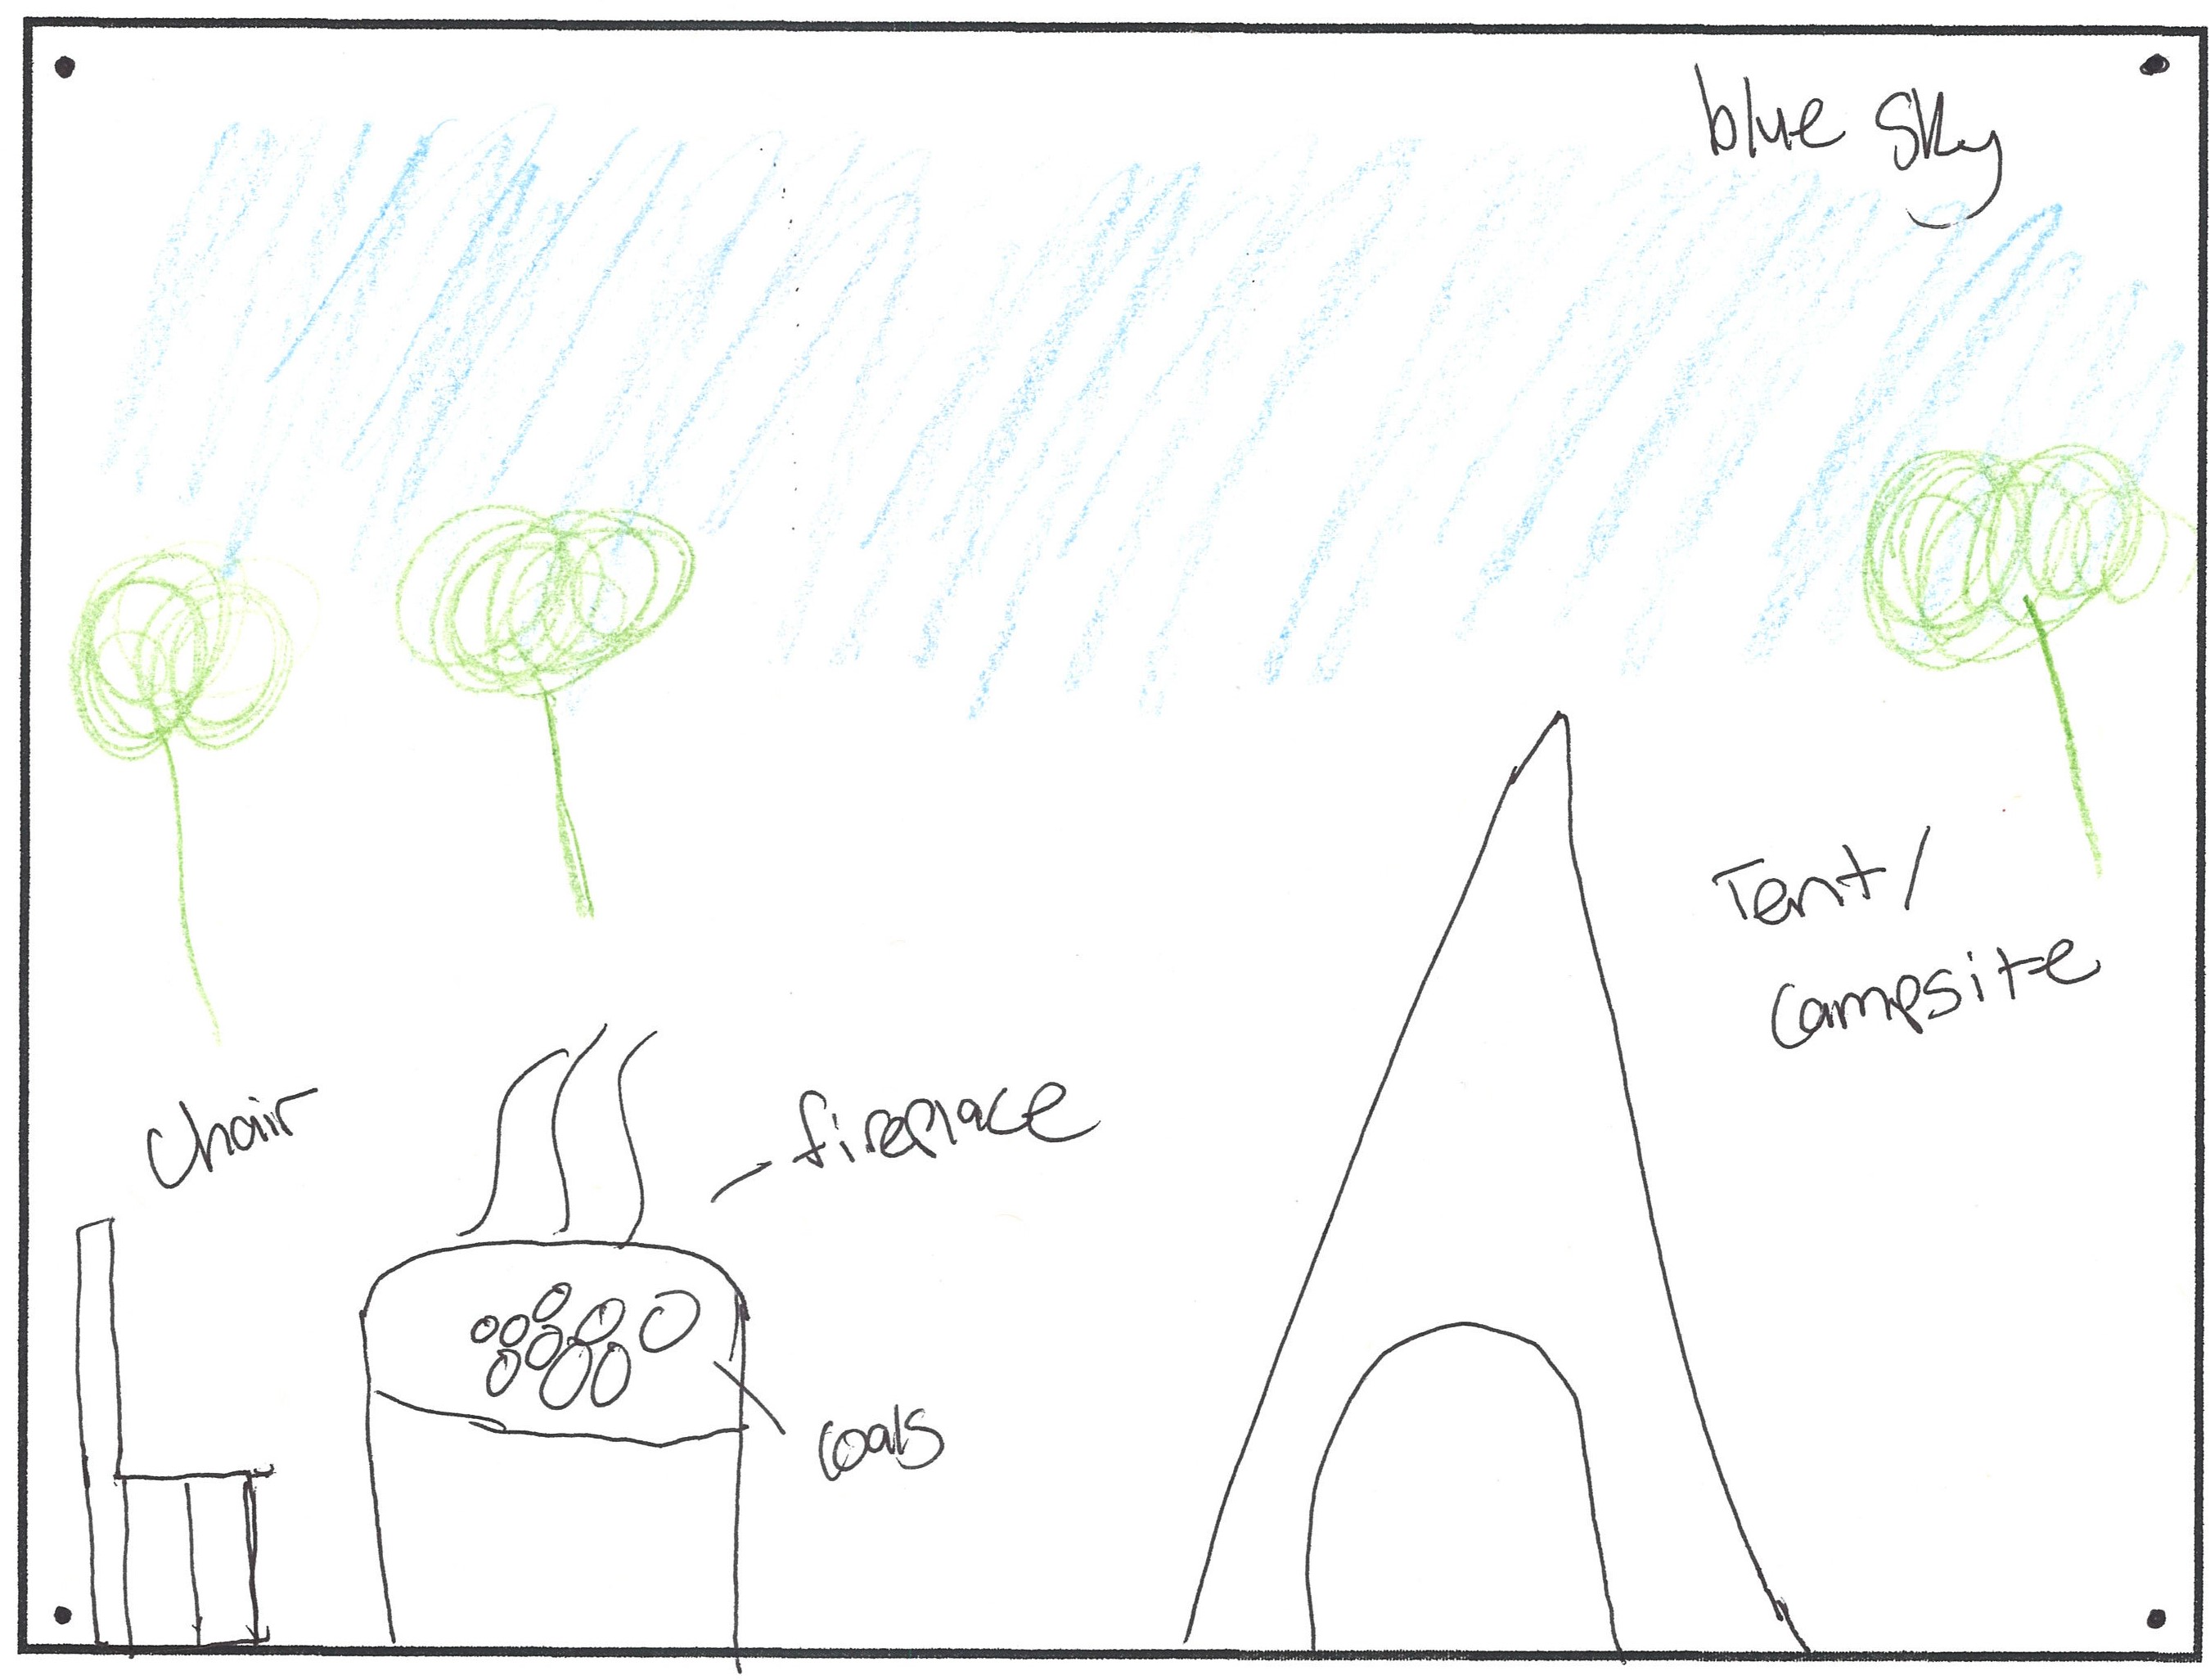 blue sky
Tent/
Campsite
Chair
fireplace
coals